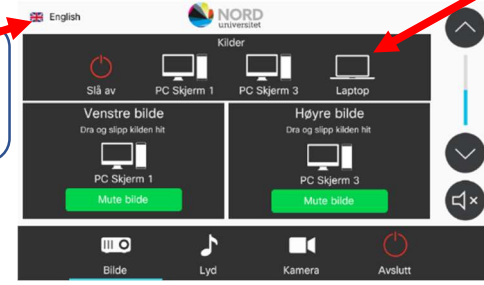 English
NORD
universitet
Kilder
Slå av PC Skjerm 1 PC Skjerm 3 Laptop
Venstre bilde
Dra og slipp kilden hit
PC Skjerm 1
Mute bilde
Høyre bilde
Dra og slipp kilden hit
PC Skjerm 3
Mute bilde
Bilde Lyd Kamera Avslutt